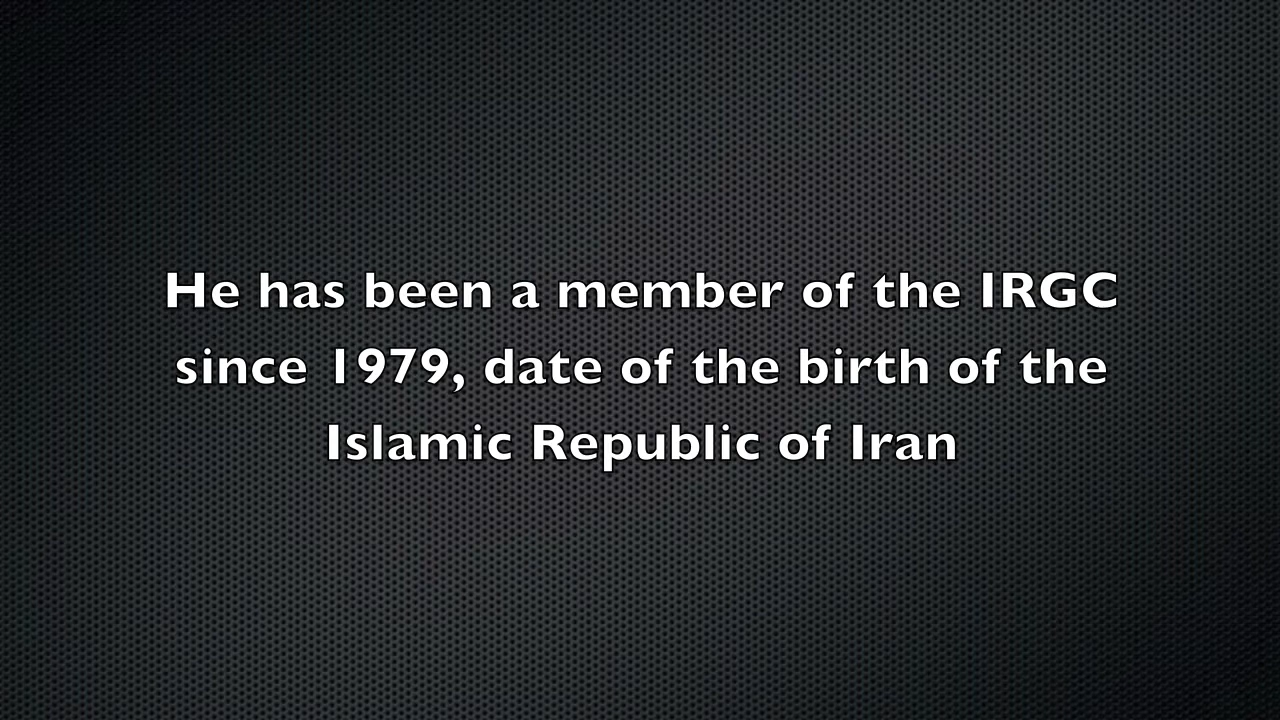 He has been a member of the IRGC
since 1979, date of the birth of the
Islamic Republic of Iran